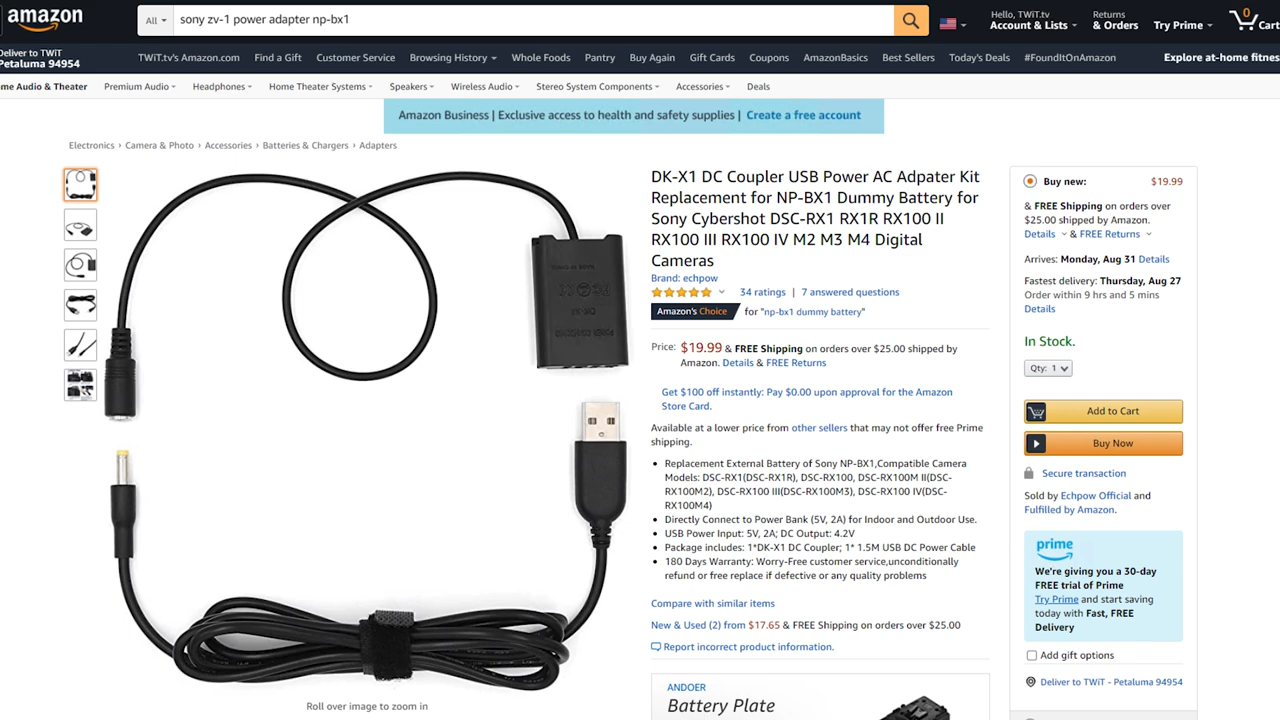 amazon
All
sony zv-1 power adapter np-bx1
Hello, TWiT.tv
Account & Lists
Returns
& Orders
Try Prime
0
Cart
Deliver to TWiT
Petaluma 94954
TWiT.tv's Amazon.com Find a Gift Customer Service Browsing History Whole Foods Pantry Buy Again Gift Cards Coupons AmazonBasics Best Sellers Today's Deals #FoundItOnAmazon
Explore at-home fitnes
me Audio & Theater Premium Audio Headphones Home Theater Systems Speakers Wireless Audio Stereo System Components Accessories Deals
Amazon Business | Exclusive access to health and safety supplies | Create a free account
Electronics › Camera & Photo › Accessories › Batteries & Chargers › Adapters
DK-X1 DC Coupler USB Power AC Adpater Kit
Replacement for NP-BX1 Dummy Battery for
Sony Cybershot DSC-RX1 RX1R RX100 II
RX100 III RX100 IV M2 M3 M4 Digital
Cameras
Brand: echpow
34 ratings | 7 answered questions
Amazon's Choice for "np-bx1 dummy battery"
Price: $19.99 & FREE Shipping on orders over $25.00 shipped by
Amazon. Details & FREE Returns
Get $100 off instantly: Pay $0.00 upon approval for the Amazon
Store Card.
Available at a lower price from other sellers that may not offer free Prime
shipping.
• Replacement External Battery of Sony NP-BX1,Compatible Camera
Models: DSC-RX1(DSC-RX1R), DSC-RX100, DSC-RX100M II(DSC-
RX100M2), DSC-RX100 III(DSC-RX100M3), DSC-RX100 IV(DSC-
RX100M4)
• Directly Connect to Power Bank (5V, 2A) for Indoor and Outdoor Use.
• USB Power Input: 5V, 2A; DC Output: 4.2V
• Package includes: 1*DK-X1 DC Coupler; 1* 1.5M USB DC Power Cable
• 180 Days Warranty: Worry-Free customer service,unconditionally
refund or free replace if defective or any quality problems
Compare with similar items
New & Used (2) from $17.65 & FREE Shipping on orders over $25.00
Report incorrect product information.
ANDOER
Battery Plate
Roll over image to zoom in
Buy new: $19.99
& FREE Shipping on orders over
$25.00 shipped by Amazon.
Details & FREE Returns
Arrives: Monday, Aug 31 Details
Fastest delivery: Thursday, Aug 27
Order within 9 hrs and 5 mins
Details
In Stock.
Qty: 1
Add to Cart
Buy Now
Secure transaction
Sold by Echpow Official and
Fulfilled by Amazon.
prime
We're giving you a 30-day
FREE trial of Prime
Try Prime and start saving
today with Fast, FREE
Delivery
Add gift options
Deliver to TWiT - Petaluma 94954